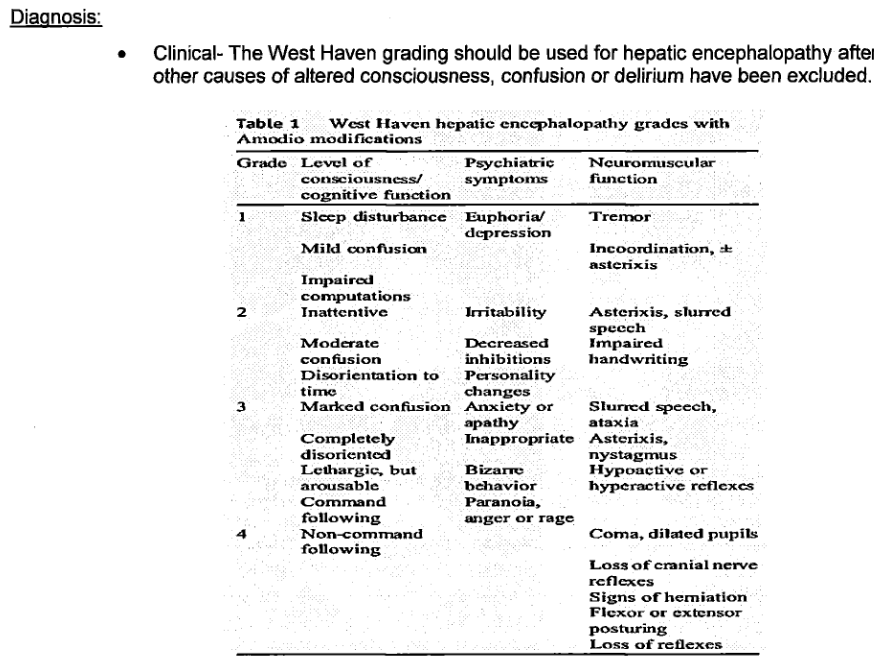 Diagnosis:
• Clinical- The West Haven grading should be used for hepatic encephalopathy after
other causes of altered consciousness, confusion or delirium have been excluded.
Table 1 West Haven hepatic encephalopathy grades with
Amodio modifications
Grade Level of Psychiatric Neuromuscular
consciousness/ symptoms function
cognitive function
1 Sleep disturbance Euphoria/ Tremor
depression
Mild confusion Incoordination, ±
asterixis
Impaired
computations
2 Inattentive Irritability Asterixis, slurred
speech
Moderate Decreased Impaired
confusion inhibitions handwriting
Disorientation to Personality
time changes
3 Marked confusion Anxiety or Slurred speech,
apathy ataxia
Completely Inappropriate Asterixis,
disoriented nystagmus
Lethargic, but Bizarre Hypoactive or
arousable behavior hyperactive reflexes
Command Paranoia,
following anger or rage
4 Non-command Coma, dilated pupils
following
Loss of cranial nerve
reflexes
Signs of herniation
Flexor or extensor
posturing
Loss of reflexes